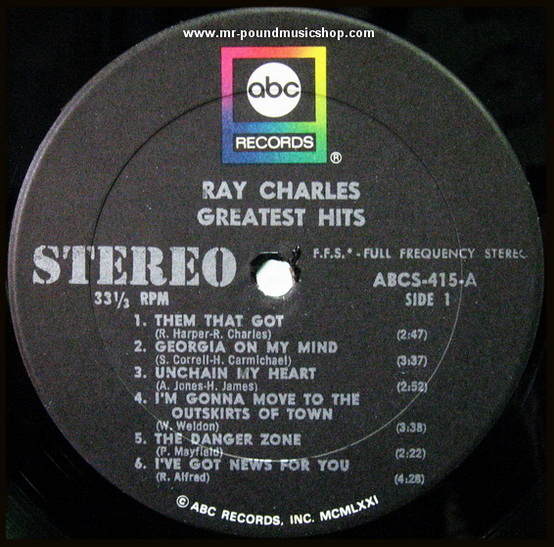 www.mr-poundmusicshop.com
abc
RECORDS
®
RAY CHARLES
GREATEST HITS
STEREO
F.F.S.* - FULL FREQUENCY STEREO
33⅓ RPM
ABCS-415-A
SIDE 1
1. THEM THAT GOT
(R. Harper-R. Charles) (2:47)
2. GEORGIA ON MY MIND
(S. Correll-H. Carmichael) (3:37)
3. UNCHAIN MY HEART
(A. Jones-H. James) (2:52)
4. I'M GONNA MOVE TO THE
OUTSKIRTS OF TOWN
(W. Weldon) (3:38)
5. THE DANGER ZONE
(P. Mayfield) (2:22)
6. I'VE GOT NEWS FOR YOU
(R. Alfred) (4:28)
© ABC RECORDS, INC. MCMLXXI